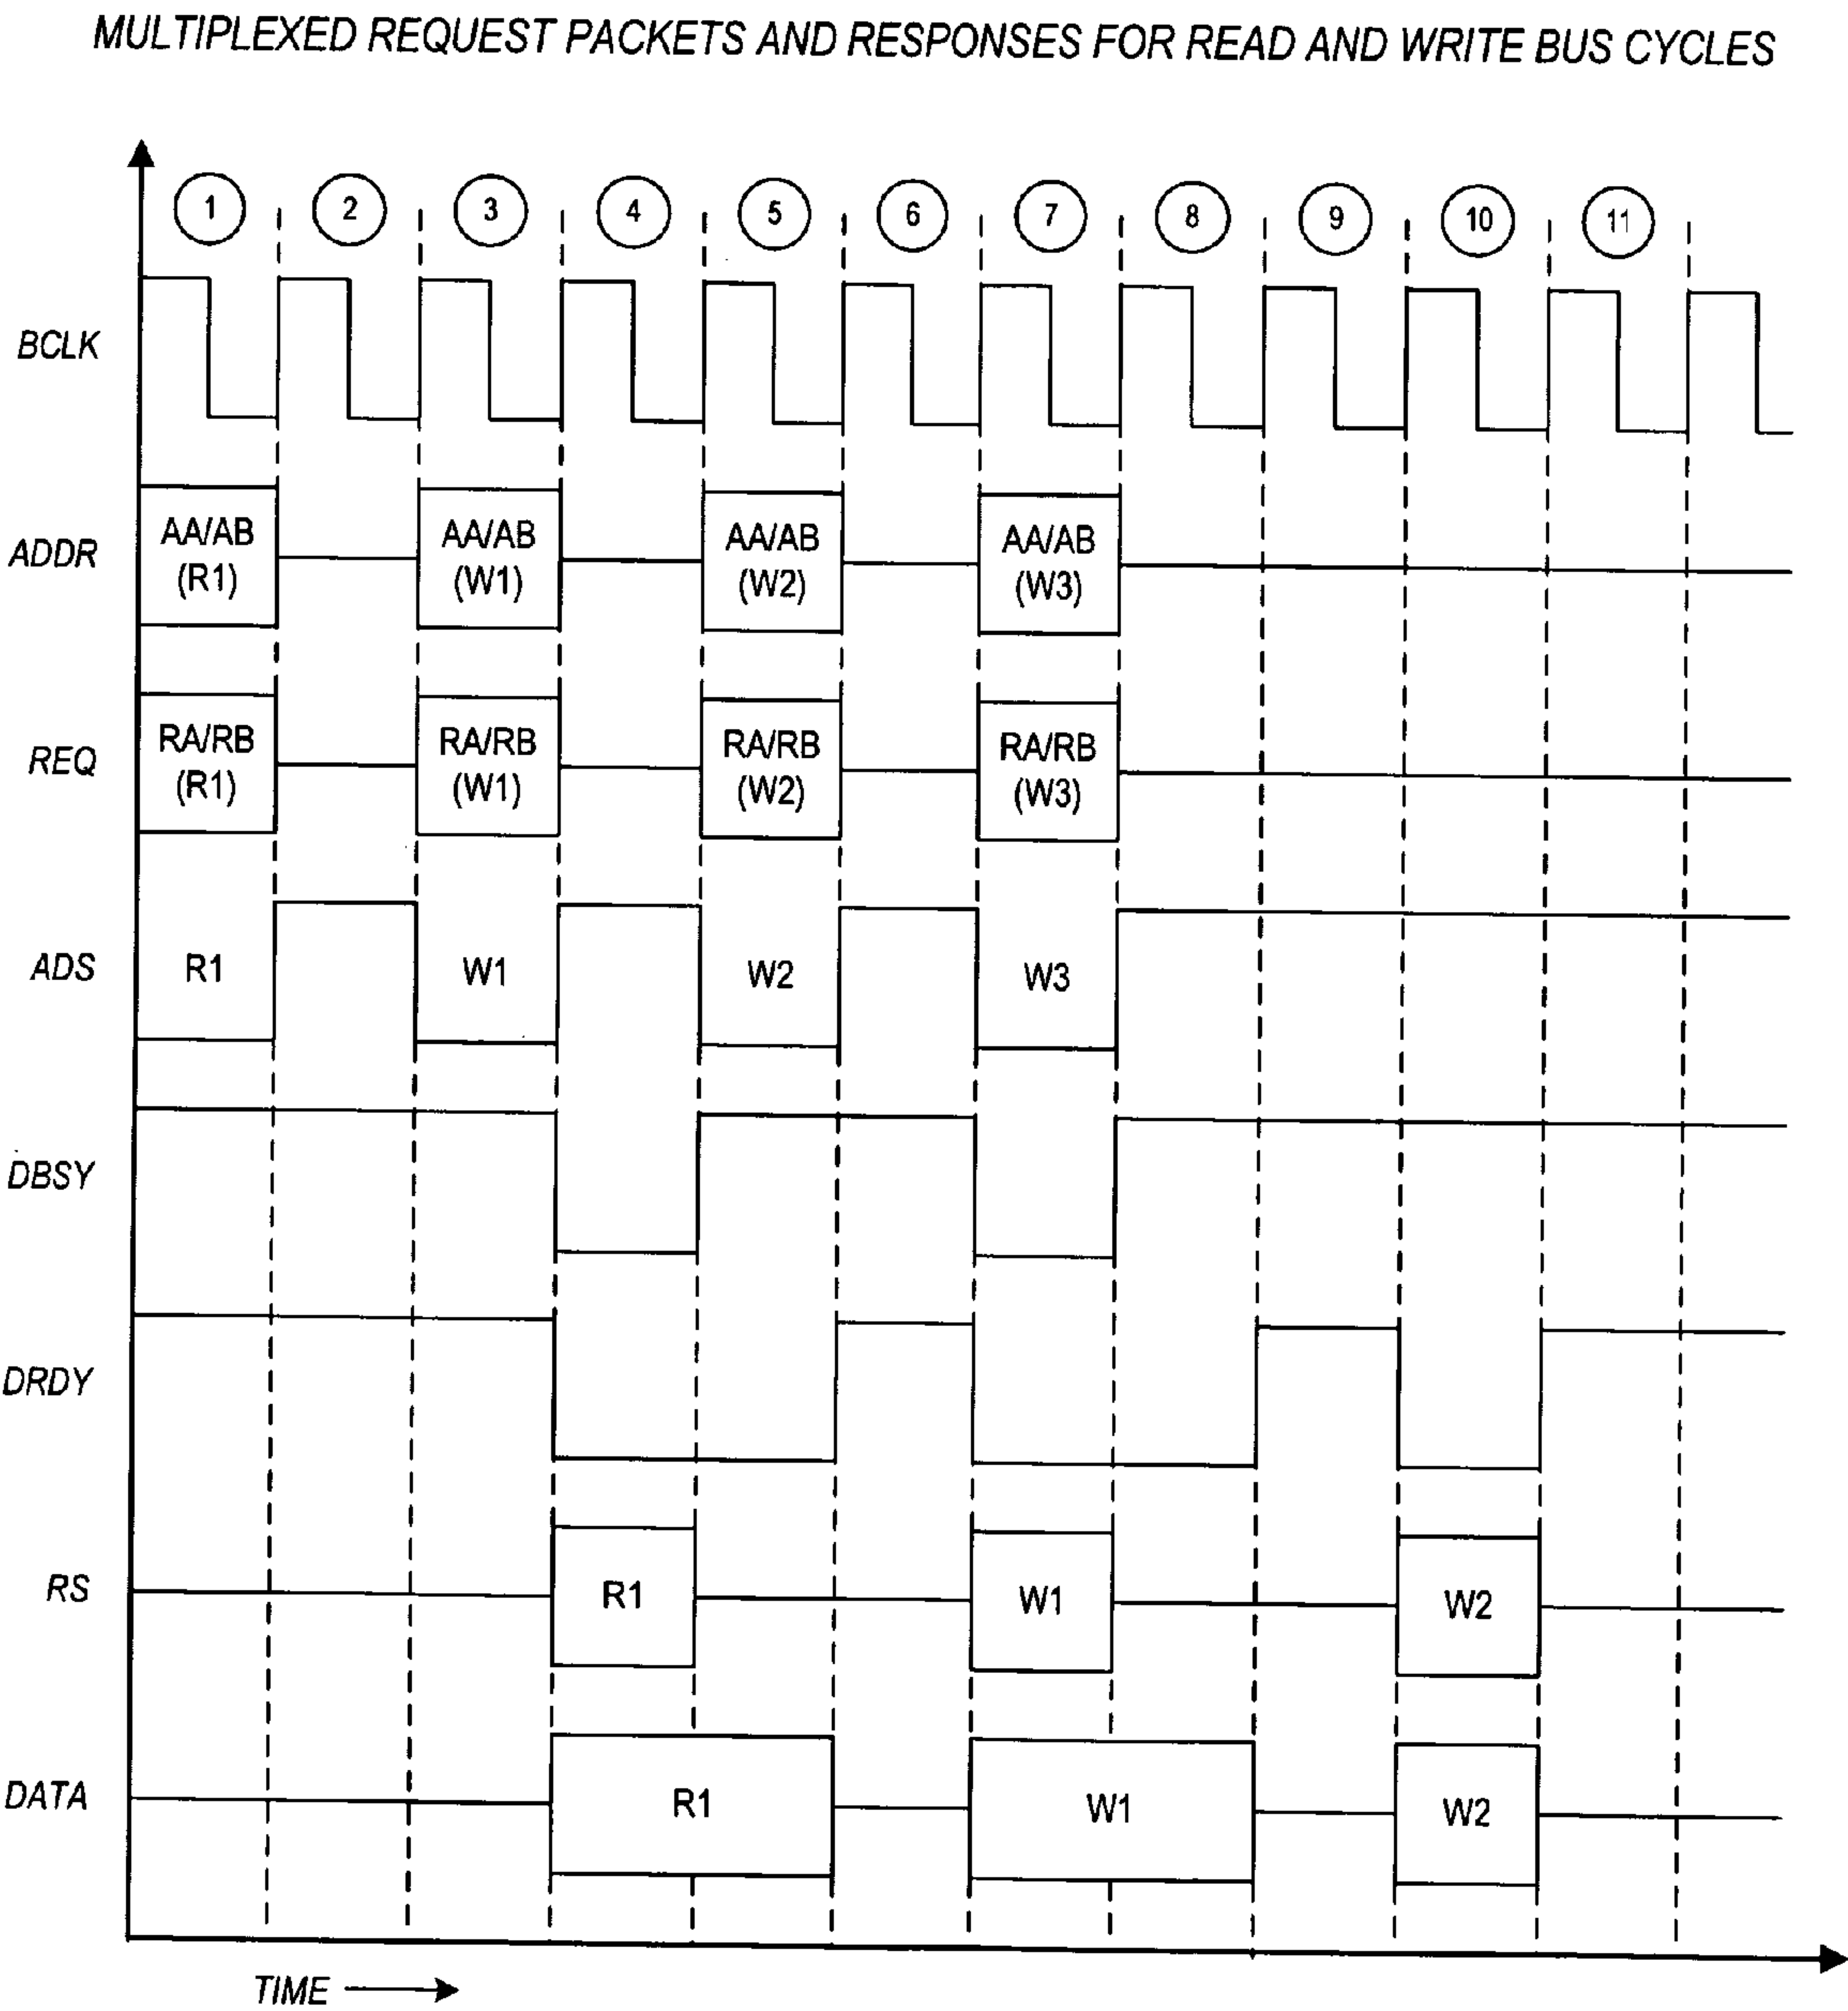 MULTIPLEXED REQUEST PACKETS AND RESPONSES FOR READ AND WRITE BUS CYCLES
1 2 3 4 5 6 7 8 9 10 11
BCLK
ADDR
AA/AB
(R1)
AA/AB
(W1)
AA/AB
(W2)
AA/AB
(W3)
REQ
RA/RB
(R1)
RA/RB
(W1)
RA/RB
(W2)
RA/RB
(W3)
ADS R1 W1 W2 W3
DBSY
DRDY
RS R1 W1 W2
DATA R1 W1 W2
TIME